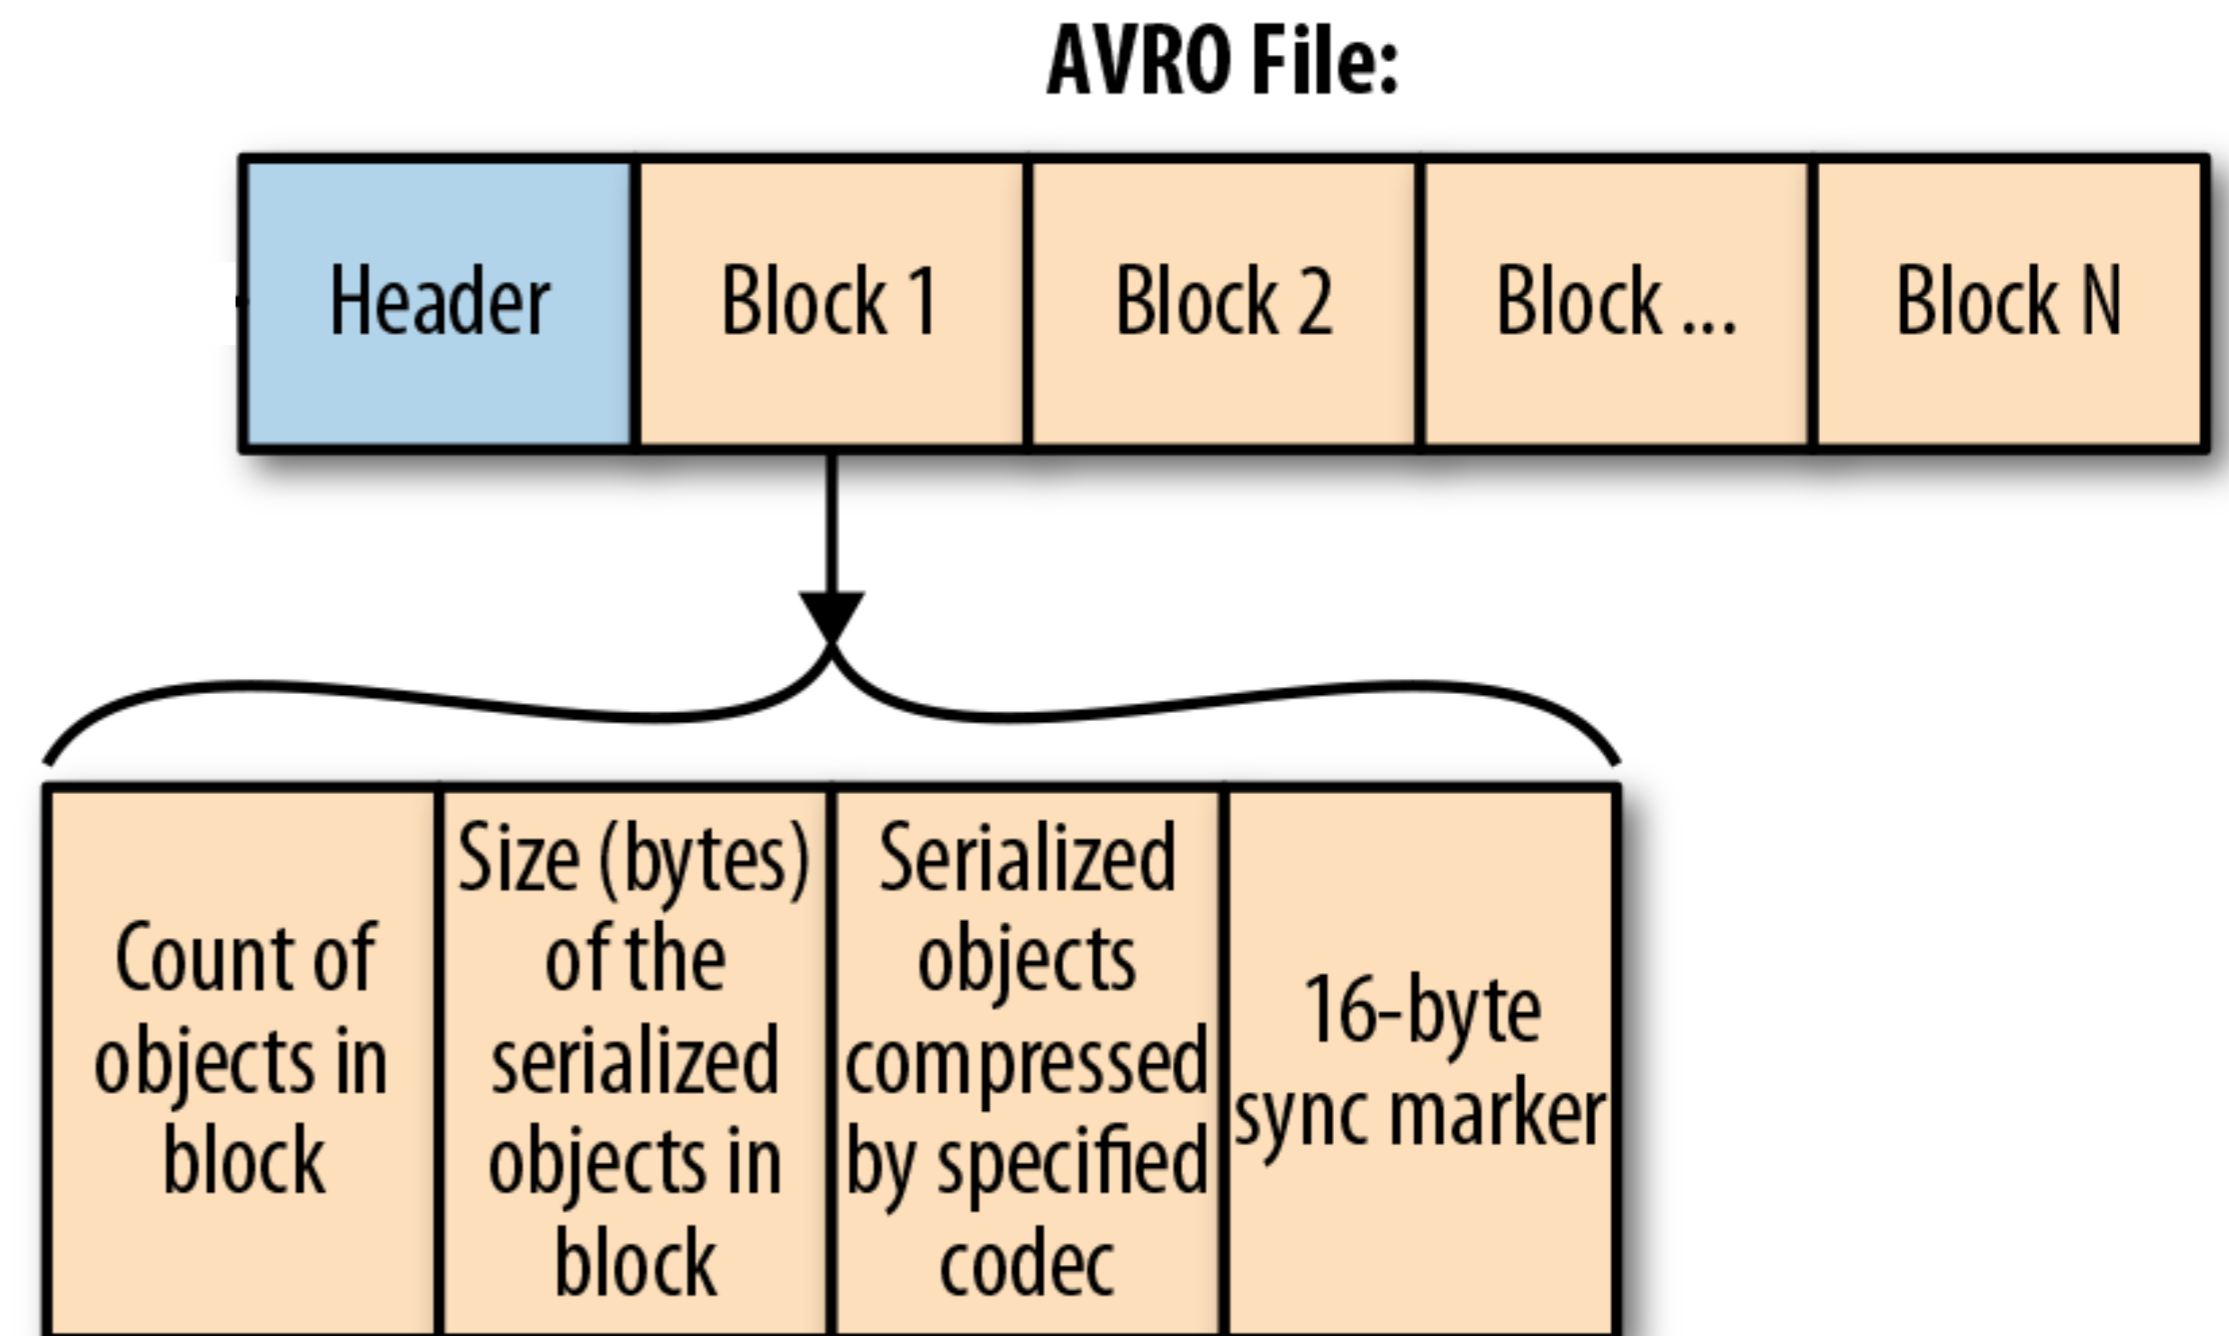 AVRO File:
Header
Block 1
Block 2
Block ...
Block N
Count of
objects in
block
Size (bytes)
of the
serialized
objects in
block
Serialized
objects
compressed
by specified
codec
16-byte
sync marker